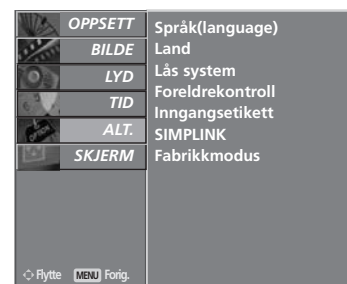 OPPSETT
BILDE
LYD
TID
ALT.
SKJERM
Språk(language)
Land
Lås system
Foreldrekontroll
Inngangsetikett
SIMPLINK
Fabrikkmodus
Flytte MENU Forig.